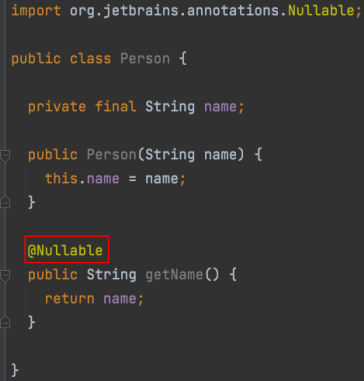 import org.jetbrains.annotations.Nullable;
public class Person {
private final String name;
public Person(String name) {
this.name = name;
}
@Nullable
public String getName() {
return name;
}
}